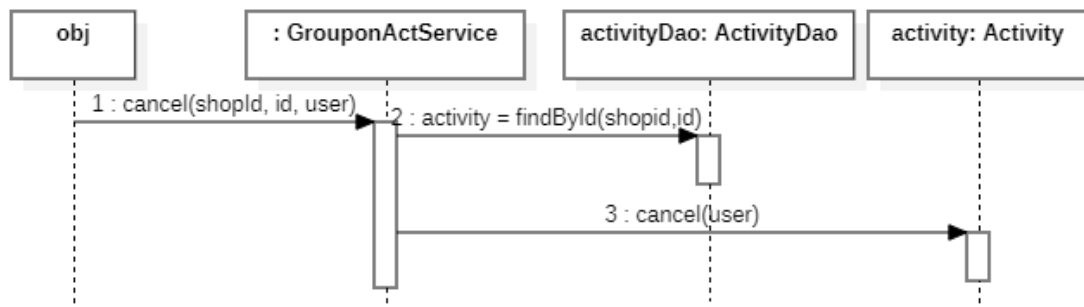 obj
: GrouponActService
activityDao: ActivityDao
activity: Activity
1 : cancel(shopId, id, user)
2 : activity = findById(shopid,id)
3 : cancel(user)